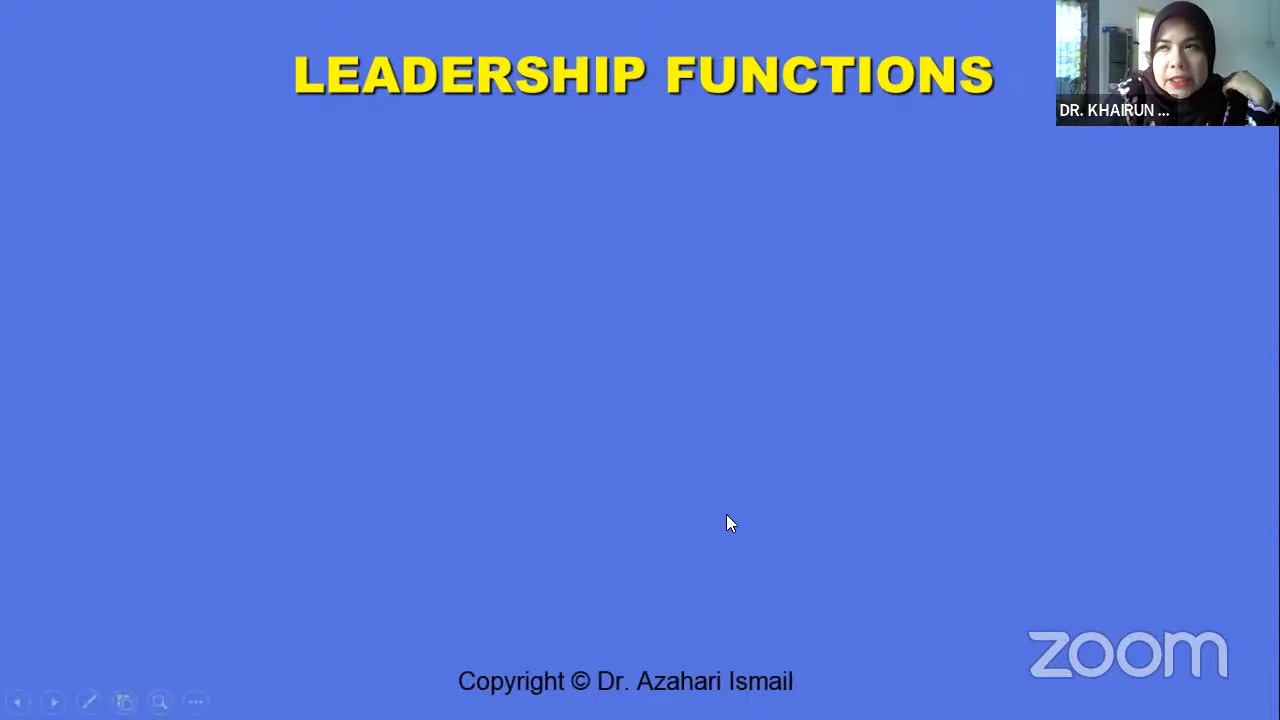 LEADERSHIP FUNCTIONS
DR. KHAIRUN ...
zoom
Copyright © Dr. Azahari Ismail